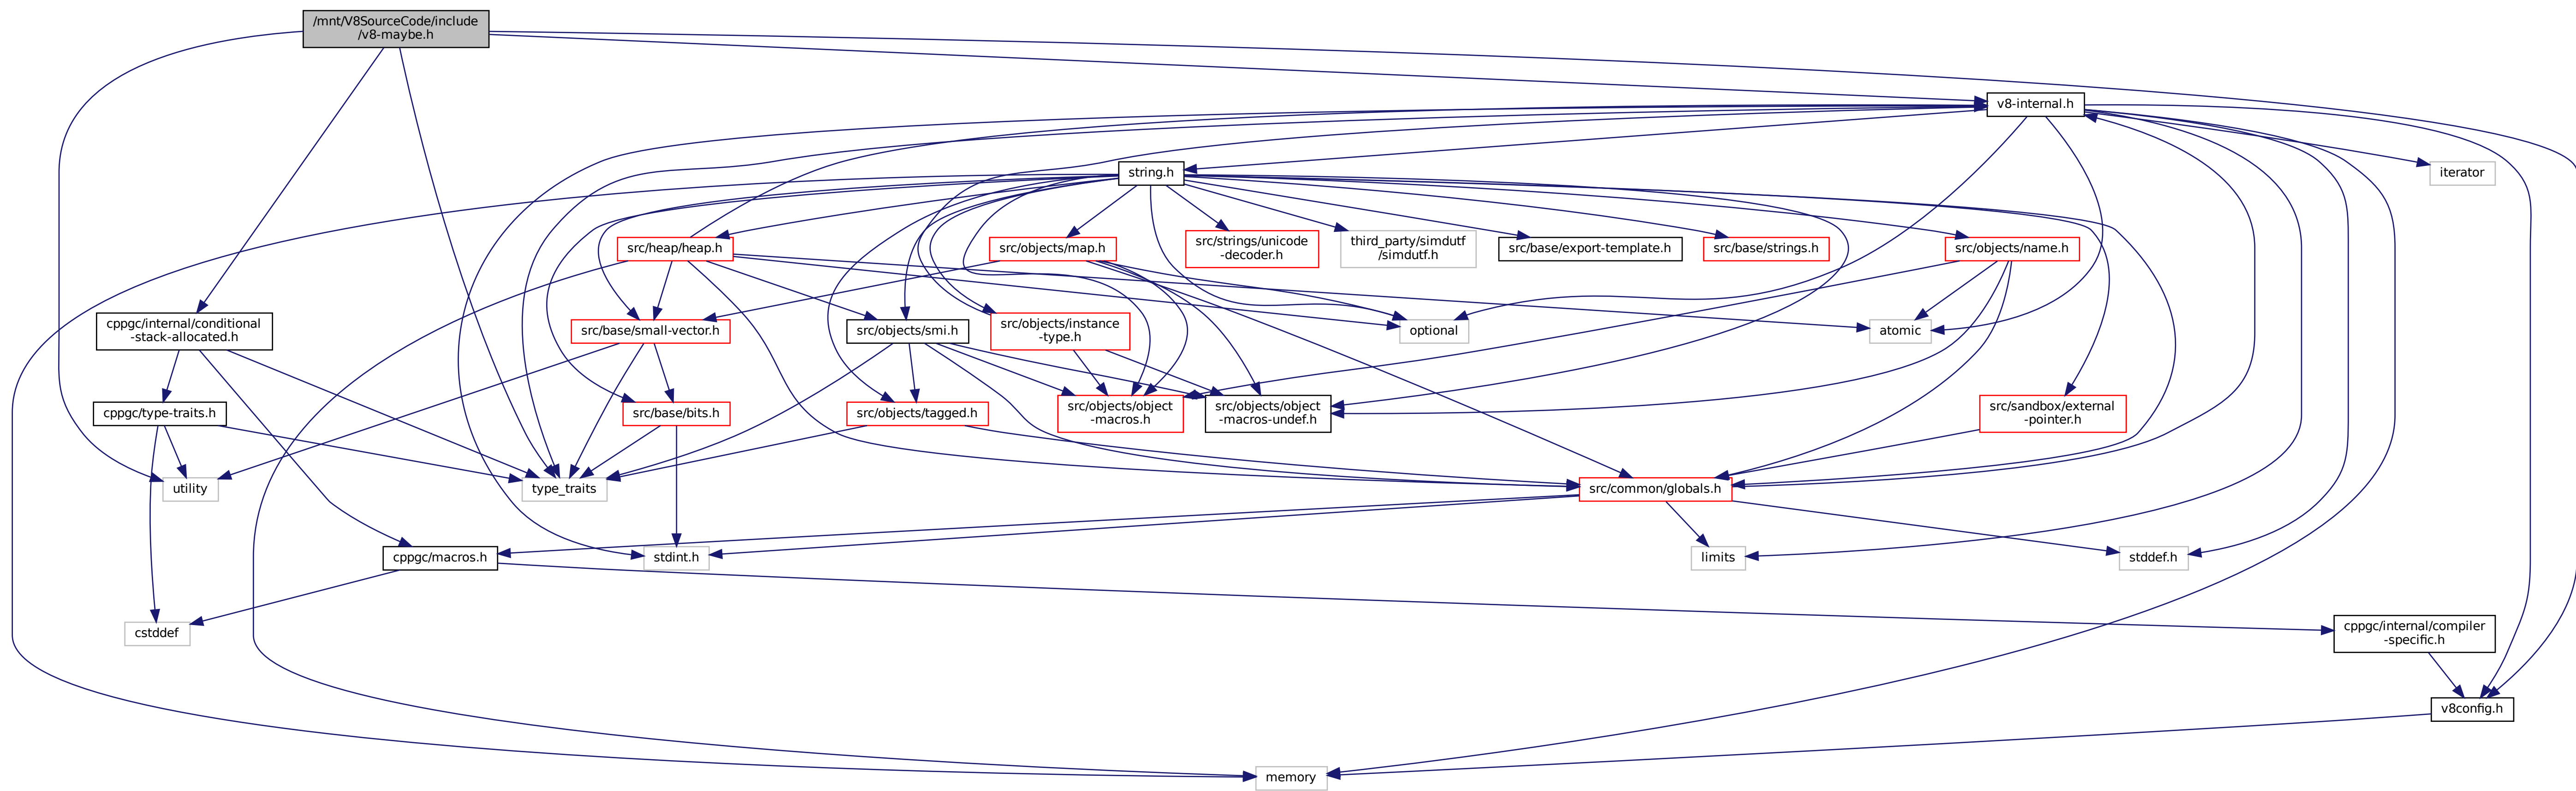 /mnt/V8SourceCode/include
/v8-maybe.h
v8-internal.h
string.h
iterator
src/heap/heap.h
src/objects/map.h
src/strings/unicode
-decoder.h
third_party/simdutf
/simdutf.h
src/base/export-template.h
src/base/strings.h
src/objects/name.h
cppgc/internal/conditional
-stack-allocated.h
src/base/small-vector.h
src/objects/smi.h
src/objects/instance
-type.h
optional
atomic
cppgc/type-traits.h
src/base/bits.h
src/objects/tagged.h
src/objects/object
-macros.h
src/objects/object
-macros-undef.h
src/sandbox/external
-pointer.h
utility
type_traits
src/common/globals.h
cppgc/macros.h
stdint.h
limits
stddef.h
cstddef
cppgc/internal/compiler
-specific.h
v8config.h
memory